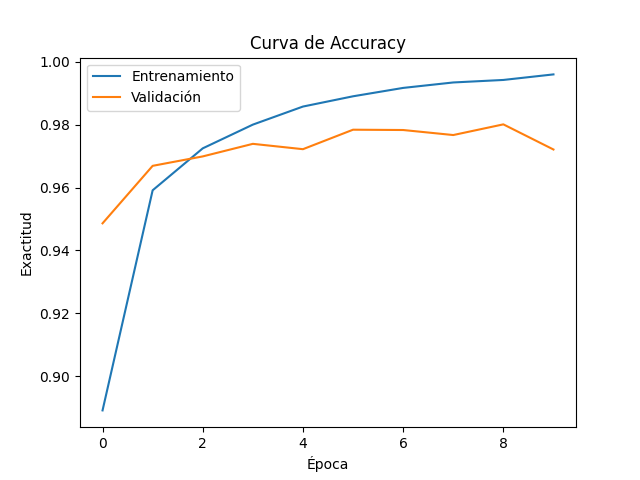 Curva de Accuracy
Entrenamiento
Validación
Exactitud
1.00
0.98
0.96
0.94
0.92
0.90
0 2 4 6 8
Época